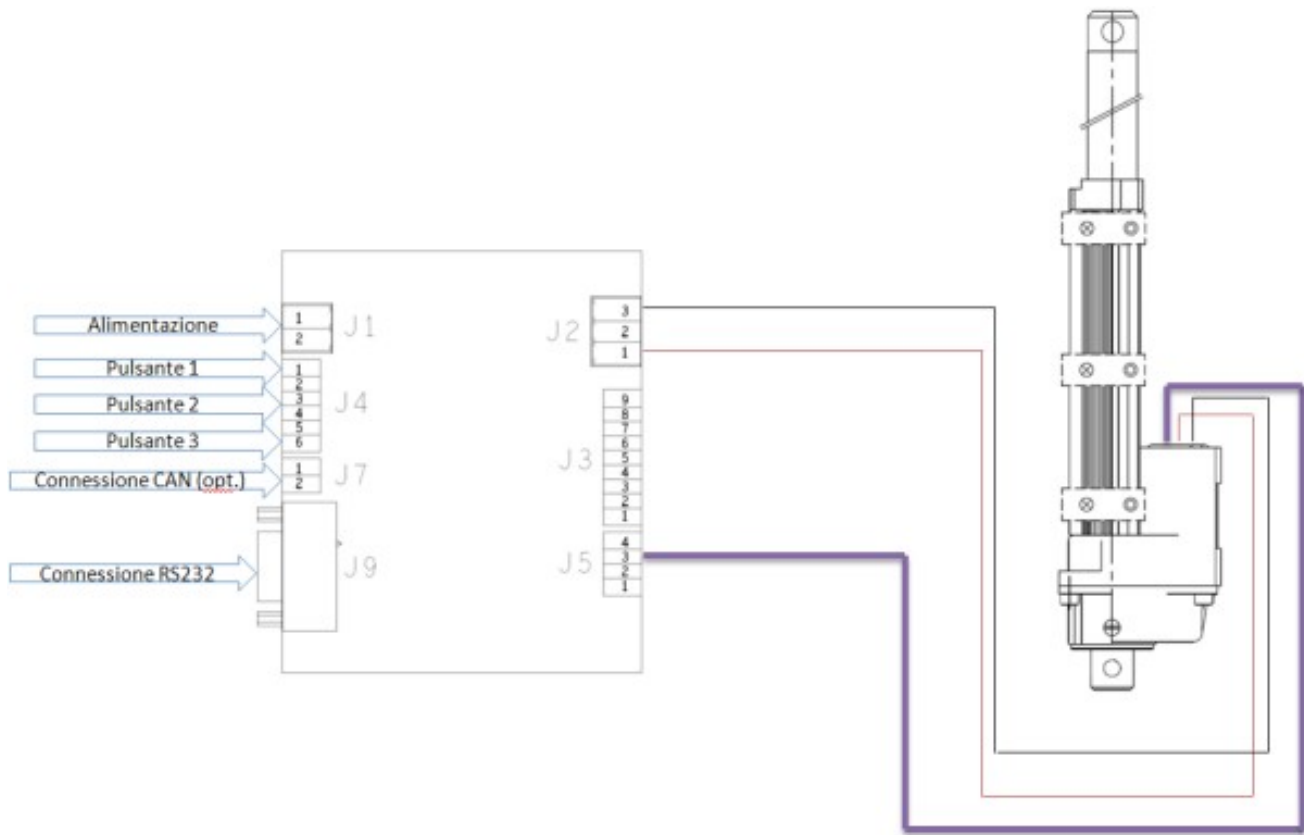 Alimentazione
1
2
J1
Pulsante 1
Pulsante 2
Pulsante 3
1
2
3
4
5
6
J4
Connessione CAN (opt.)
1
2
J7
Connessione RS232
J9
J2
3
2
1
J3
9
8
7
6
5
4
3
2
1
J5
4
3
2
1